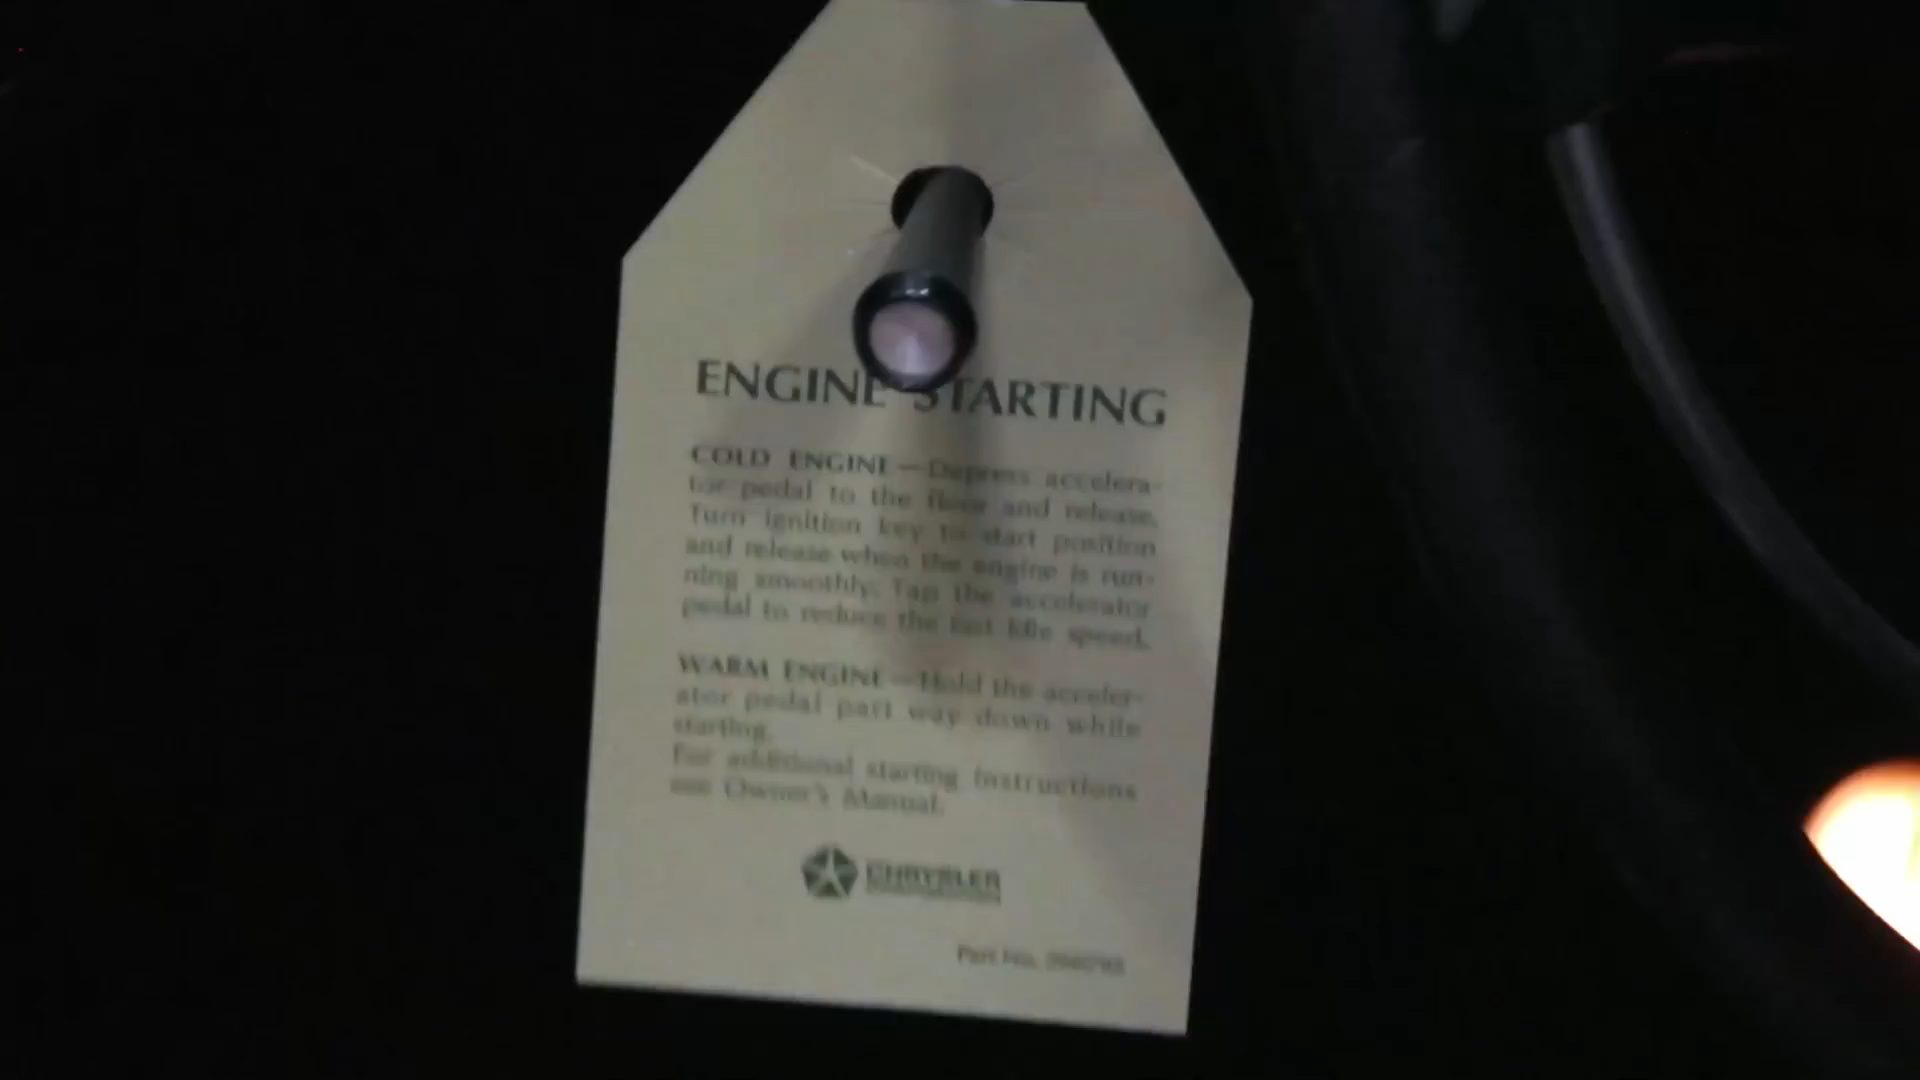 ENGINE STARTING
COLD ENGINE—Depress accelera-
tor pedal to the floor and release.
Turn ignition key to start position
and release when the engine is run-
ning smoothly. Tap the accelerator
pedal to reduce the fast idle speed.
WARM ENGINE—Hold the acceler-
ator pedal part way down while
starting.
For additional starting instructions
see Owner's Manual.
CHRYSLER
Part No.